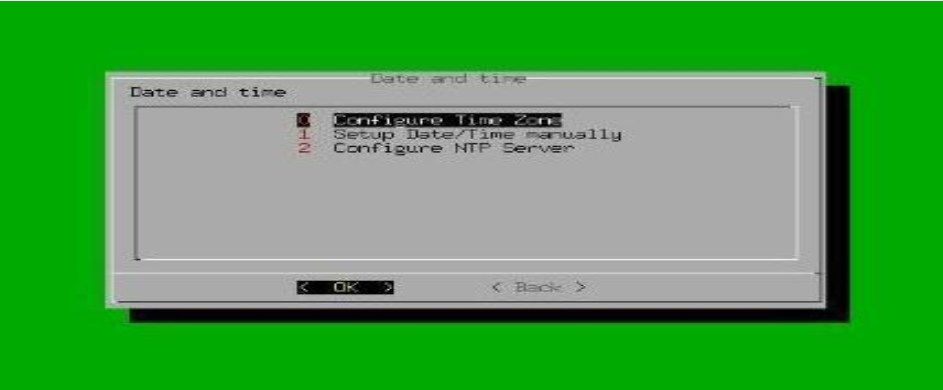 Date and time
Date and time
0 Configure Time Zone
1 Setup Date/Time manually
2 Configure NTP Server
< OK > < Back >